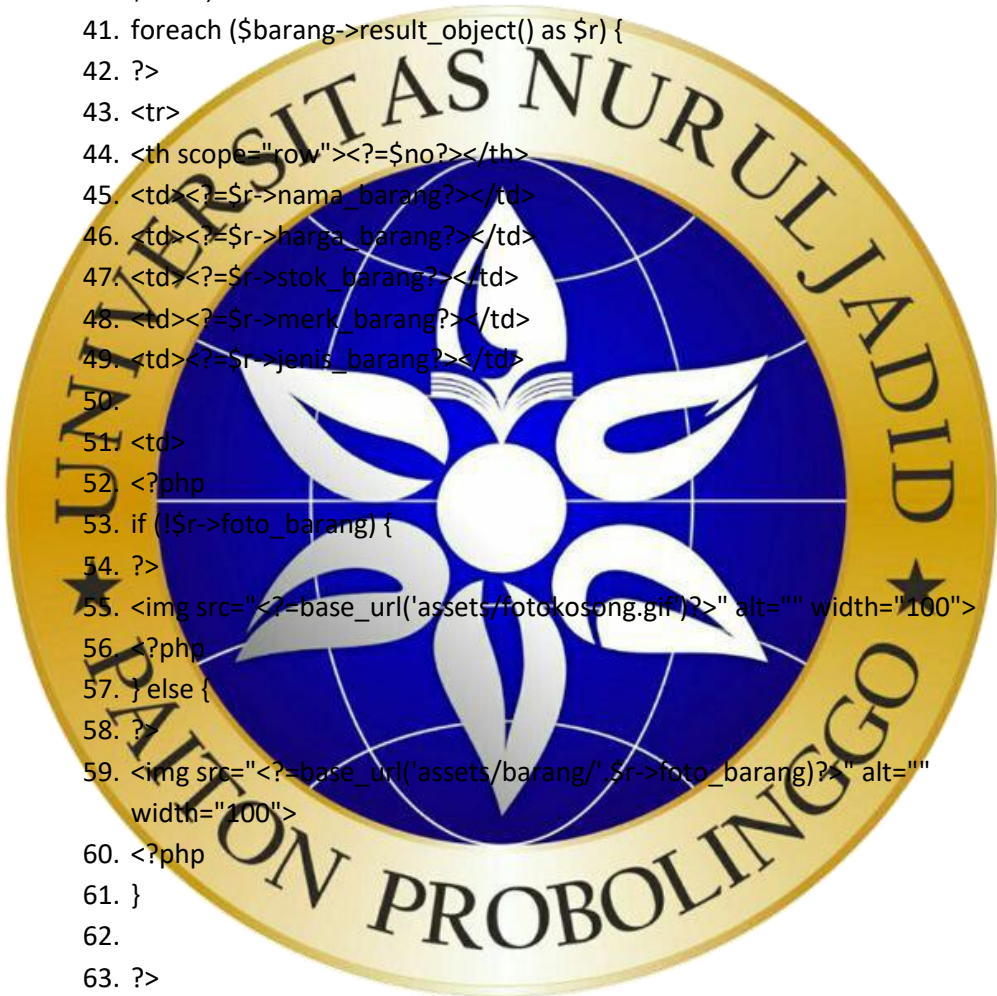 41. foreach ($barang->result_object() as $r) {
42. ?>
43. <tr>
44. <th scope="row"><?=$no?></th>
45. <td><?=$r->nama_barang?></td>
46. <td><?=$r->harga_barang?></td>
47. <td><?=$r->stok_barang?></td>
48. <td><?=$r->merk_barang?></td>
49. <td><?=$r->jenis_barang?></td>
50.
51. <td>
52. <?php
53. if (!$r->foto_barang) {
54. ?>
55. <img src="<?=base_url('assets/fotokosong.gif')?>" alt="" width="100">
56. <?php
57. } else {
58. ?>
59. <img src="<?=base_url('assets/barang/'.$r->foto_barang)?>" alt=""
width="100">
60. <?php
61. }
62.
63. ?>
UNIVERSITAS NURUL JADID
PAITON PROBOLINGGO